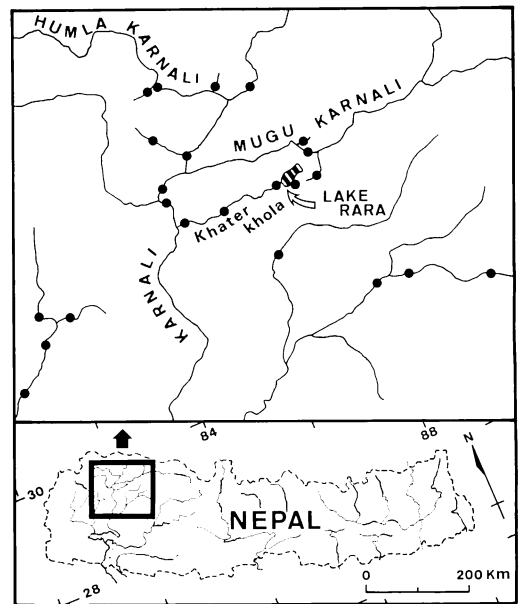 HUMLA
KARNALI
MUGU KARNALI
LAKE
RARA
Khater
khola
KARNALI
84
88
N
30
NEPAL
28
0 200 Km